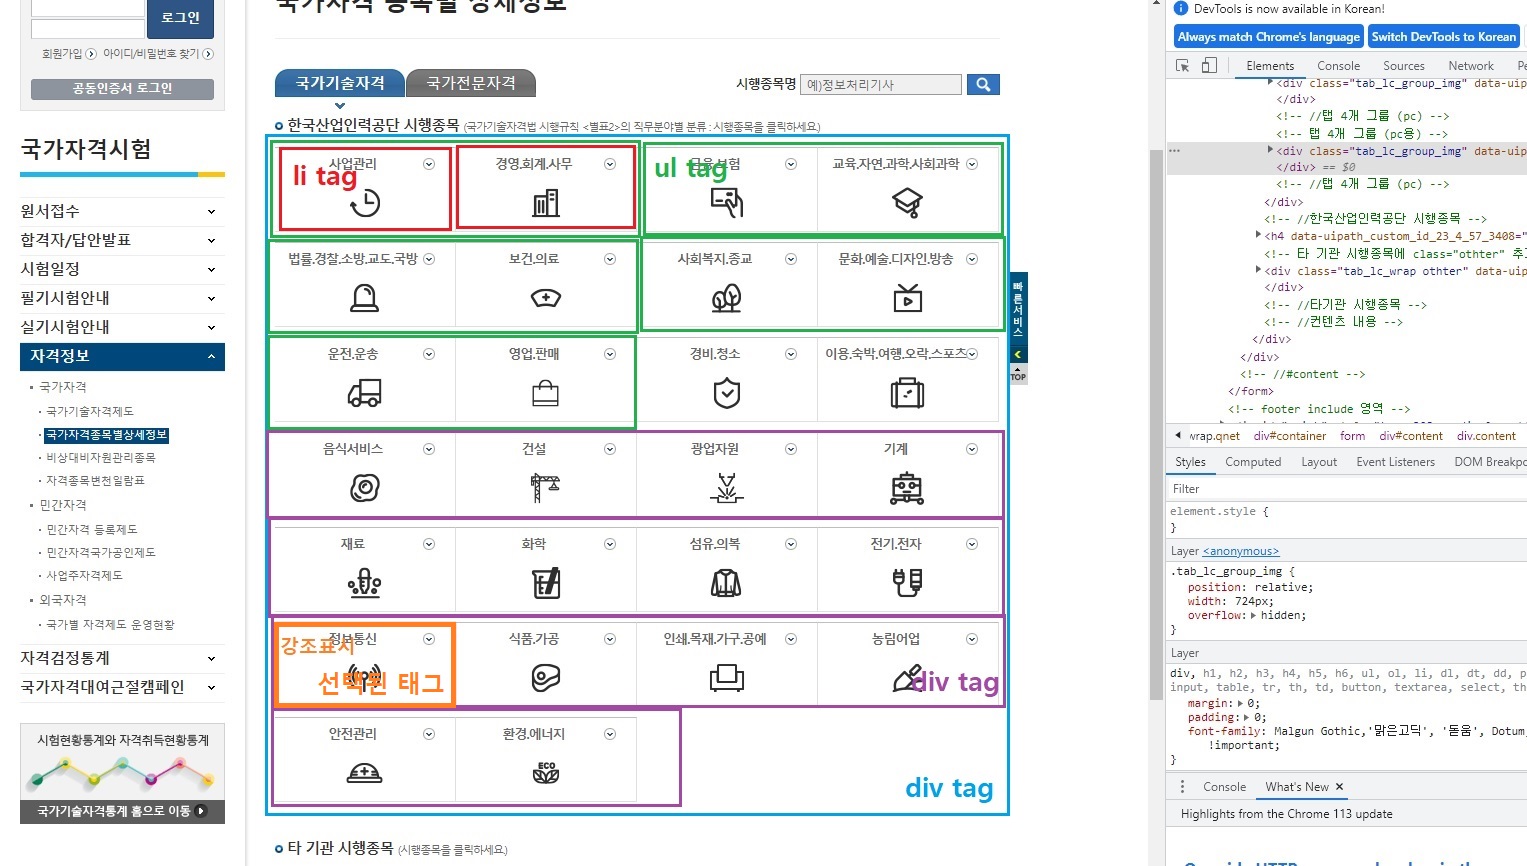 국가자격 종목별 상세정보
로그인
회원가입 아이디/비밀번호 찾기
공동인증서 로그인
국가자격시험
원서접수
합격자/답안발표
시험일정
필기시험안내
실기시험안내
자격정보
국가자격
국가기술자격제도
국가자격종목별상세정보
비상대비자원관리종목
자격종목변천일람표
민간자격
민간자격 등록제도
민간자격국가공인제도
사업주자격제도
외국자격
국가별 자격제도 운영현황
자격검정통계
국가자격대여근절캠페인
시험현황통계와 자격취득현황통계
국가기술자격통계 홈으로 이동
국가기술자격 국가전문자격 시행종목명 예)정보처리기사
한국산업인력공단 시행종목 (국가기술자격법 시행규칙 <별표2>의 직무분야별 분류 : 시행종목을 클릭하세요.)
사업관리 경영.회계.사무 금융.보험 교육.자연.과학.사회과학
li tag ul tag
법률.경찰.소방.교도.국방 보건.의료 사회복지.종교 문화.예술.디자인.방송
운전.운송 영업.판매 경비.청소 이용.숙박.여행.오락.스포츠
음식서비스 건설 광업자원 기계
재료 화학 섬유.의복 전기.전자
정보통신 식품.가공 인쇄.목재.가구.공예 농림어업
강조표시
선택된 태그 div tag
안전관리 환경.에너지
ECO
div tag
타 기관 시행종목 (시행종목을 클릭하세요.)
빠른서비스
TOP
DevTools is now available in Korean!
Always match Chrome's language Switch DevTools to Korean
Elements Console Sources Network
<div class="tab_lc_group_img" data-uip
</div>
<!-- //탭 4개 그룹 (pc) -->
<!-- 탭 4개 그룹 (pc용) -->
<div class="tab_lc_group_img" data-uip
</div> == $0
<!-- //탭 4개 그룹 (pc) -->
</div>
<!-- //한국산업인력공단 시행종목 -->
<h4 data-uipath_custom_id_23_4_57_3408="
<!-- 타 기관 시행종목에 class="othter" 추
<div class="tab_lc_wrap othter" data-uip
</div>
<!-- //타기관 시행종목 -->
<!-- //컨텐츠 내용 -->
</div>
</div>
<!-- //#content -->
</form>
<!-- footer include 영역 -->
wrap.qnet div#container form div#content div.content
Styles Computed Layout Event Listeners DOM Breakpo
Filter
element.style {
}
Layer <anonymous>
.tab_lc_group_img {
position: relative;
width: 724px;
overflow: hidden;
}
Layer
div, h1, h2, h3, h4, h5, h6, ul, ol, li, dl, dt, dd, p
input, table, tr, th, td, button, textarea, select, th
margin: 0;
padding: 0;
font-family: Malgun Gothic,'맑은고딕', '돋움', Dotum,
!important;
}
Console What's New
Highlights from the Chrome 113 update